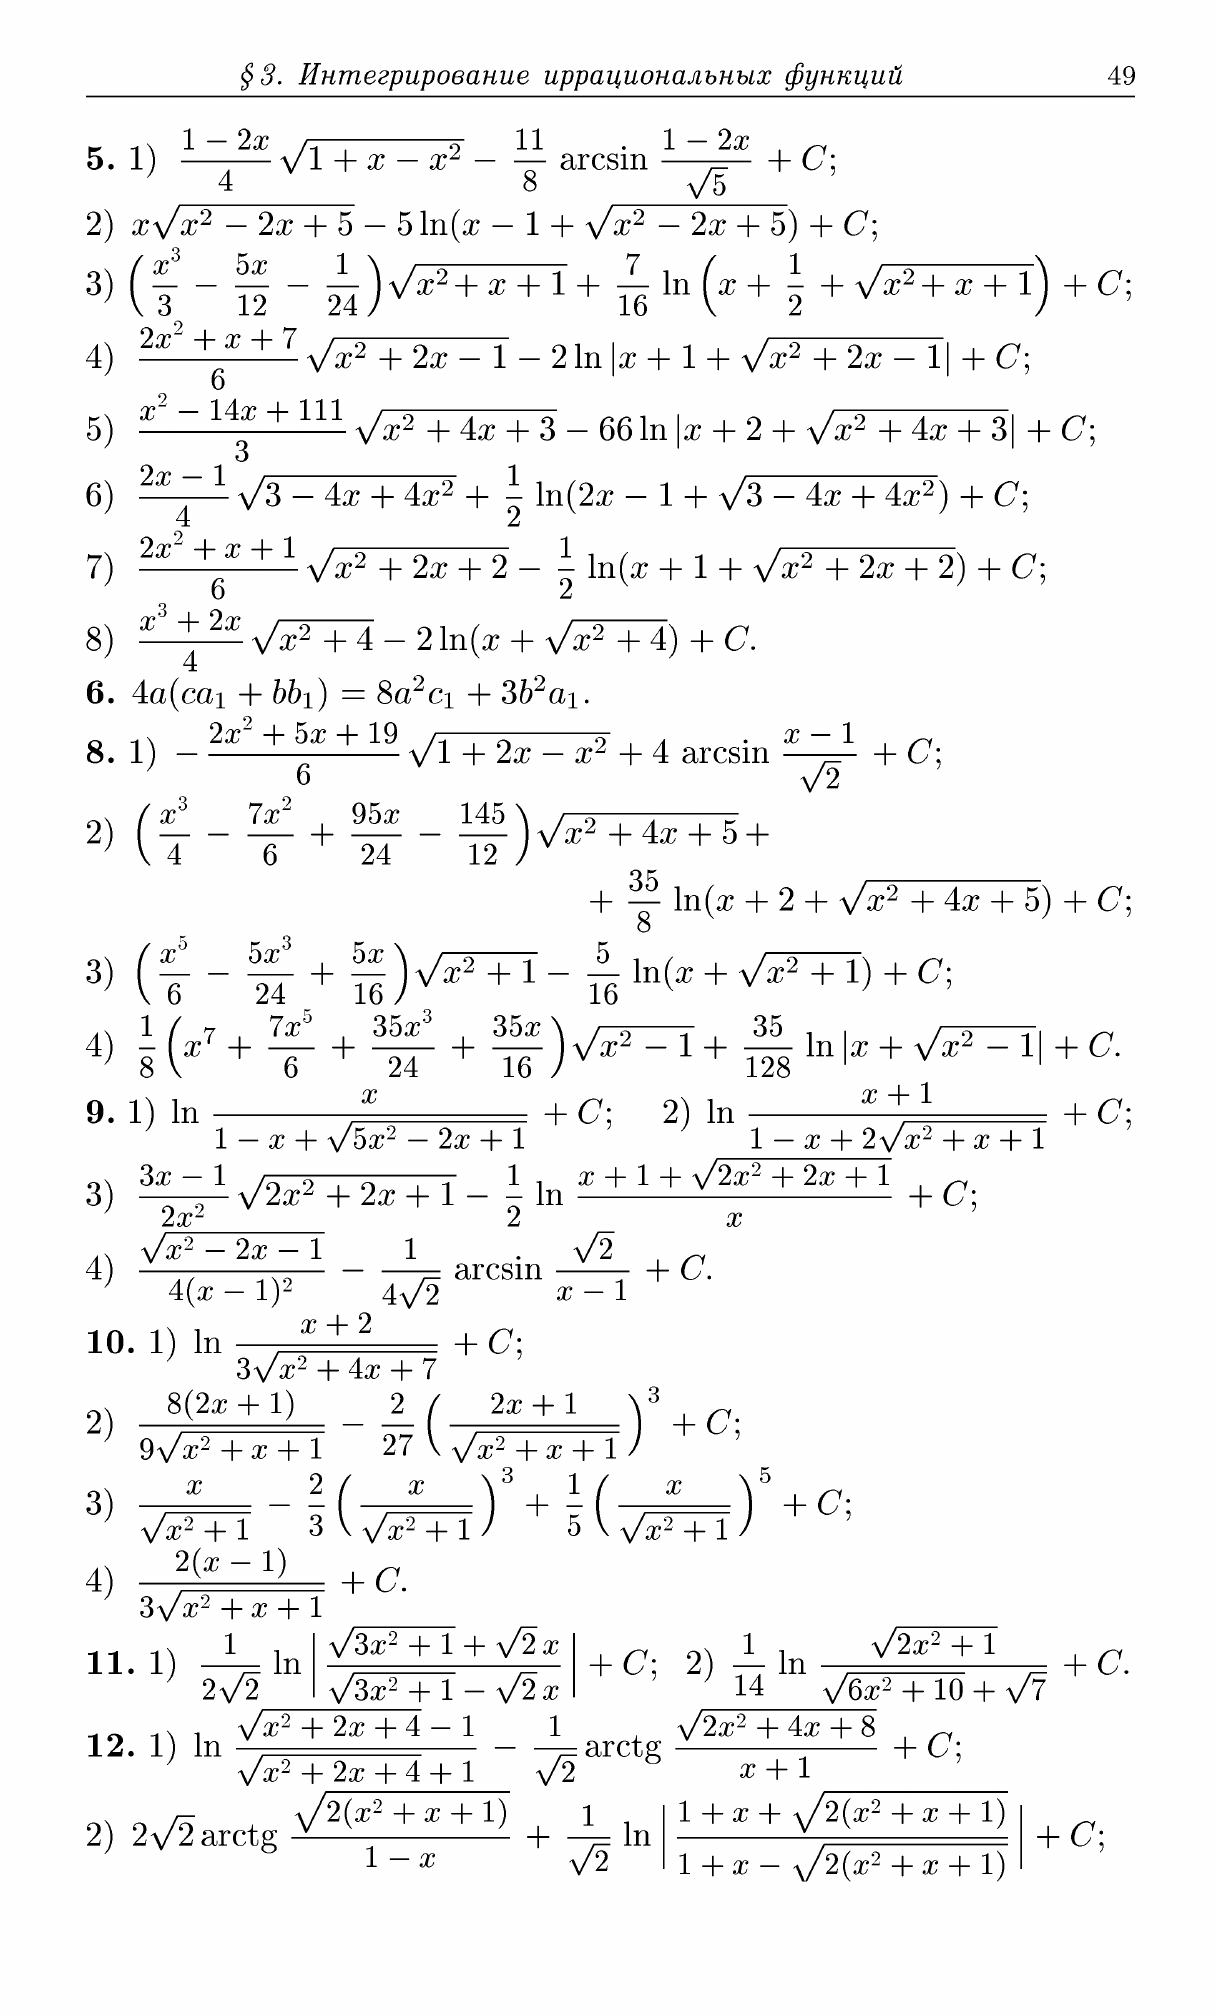 § 3. Интегрирование иррациональных функций 49
5. 1) $\frac{1-2x}{4}\sqrt{1+x-x^2} - \frac{11}{8} \arcsin \frac{1-2x}{\sqrt{5}} + C$;
2) $x\sqrt{x^2-2x+5} - 5\ln(x-1+\sqrt{x^2-2x+5}) + C$;
3) $\left(\frac{x^3}{3} - \frac{5x}{12} - \frac{1}{24}\right)\sqrt{x^2+x+1} + \frac{7}{16} \ln\left(x+\frac{1}{2}+\sqrt{x^2+x+1}\right) + C$;
4) $\frac{2x^2+x+7}{6}\sqrt{x^2+2x-1} - 2\ln|x+1+\sqrt{x^2+2x-1}| + C$;
5) $\frac{x^2-14x+111}{3}\sqrt{x^2+4x+3} - 66\ln|x+2+\sqrt{x^2+4x+3}| + C$;
6) $\frac{2x-1}{4}\sqrt{3-4x+4x^2} + \frac{1}{2}\ln(2x-1+\sqrt{3-4x+4x^2}) + C$;
7) $\frac{2x^2+x+1}{6}\sqrt{x^2+2x+2} - \frac{1}{2}\ln(x+1+\sqrt{x^2+2x+2}) + C$;
8) $\frac{x^3+2x}{4}\sqrt{x^2+4} - 2\ln(x+\sqrt{x^2+4}) + C$.
6. $4a(ca_1+bb_1) = 8a^2c_1+3b^2a_1$.
8. 1) $-\frac{2x^2+5x+19}{6}\sqrt{1+2x-x^2} + 4 \arcsin \frac{x-1}{\sqrt{2}} + C$;
2) $\left(\frac{x^3}{4} - \frac{7x^2}{6} + \frac{95x}{24} - \frac{145}{12}\right)\sqrt{x^2+4x+5} +$
$+ \frac{35}{8} \ln(x+2+\sqrt{x^2+4x+5}) + C$;
3) $\left(\frac{x^5}{6} - \frac{5x^3}{24} + \frac{5x}{16}\right)\sqrt{x^2+1} - \frac{5}{16} \ln(x+\sqrt{x^2+1}) + C$;
4) $\frac{1}{8}\left(x^7 + \frac{7x^5}{6} + \frac{35x^3}{24} + \frac{35x}{16}\right)\sqrt{x^2-1} + \frac{35}{128} \ln|x+\sqrt{x^2-1}| + C$.
9. 1) $\ln \frac{x}{1-x+\sqrt{5x^2-2x+1}} + C$; 2) $\ln \frac{x+1}{1-x+2\sqrt{x^2+x+1}} + C$;
3) $\frac{3x-1}{2x^2}\sqrt{2x^2+2x+1} - \frac{1}{2} \ln \frac{x+1+\sqrt{2x^2+2x+1}}{x} + C$;
4) $\frac{\sqrt{x^2-2x-1}}{4(x-1)^2} - \frac{1}{4\sqrt{2}} \arcsin \frac{\sqrt{2}}{x-1} + C$.
10. 1) $\ln \frac{x+2}{3\sqrt{x^2+4x+7}} + C$;
2) $\frac{8(2x+1)}{9\sqrt{x^2+x+1}} - \frac{2}{27}\left(\frac{2x+1}{\sqrt{x^2+x+1}}\right)^3 + C$;
3) $\frac{x}{\sqrt{x^2+1}} - \frac{2}{3}\left(\frac{x}{\sqrt{x^2+1}}\right)^3 + \frac{1}{5}\left(\frac{x}{\sqrt{x^2+1}}\right)^5 + C$;
4) $\frac{2(x-1)}{3\sqrt{x^2+x+1}} + C$.
11. 1) $\frac{1}{2\sqrt{2}} \ln\left|\frac{\sqrt{3x^2+1}+\sqrt{2}x}{\sqrt{3x^2+1}-\sqrt{2}x}\right| + C$; 2) $\frac{1}{14} \ln \frac{\sqrt{2x^2+1}}{\sqrt{6x^2+10}+\sqrt{7}} + C$.
12. 1) $\ln \frac{\sqrt{x^2+2x+4}-1}{\sqrt{x^2+2x+4}+1} - \frac{1}{\sqrt{2}} \text{arctg} \frac{\sqrt{2x^2+4x+8}}{x+1} + C$;
2) $2\sqrt{2}\, \text{arctg} \frac{\sqrt{2(x^2+x+1)}}{1-x} + \frac{1}{\sqrt{2}} \ln\left|\frac{1+x+\sqrt{2(x^2+x+1)}}{1+x-\sqrt{2(x^2+x+1)}}\right| + C$;